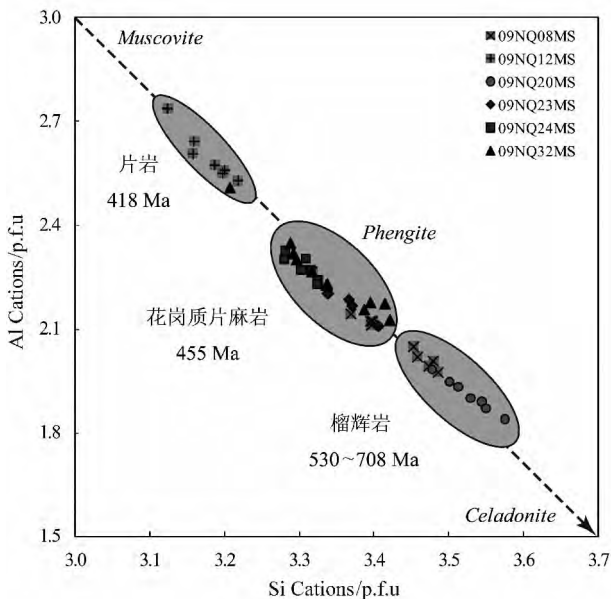 3.0
Muscovite
09NQ08MS
09NQ12MS
09NQ20MS
09NQ23MS
09NQ24MS
09NQ32MS
2.7
片岩
418 Ma
2.4
Phengite
Al Cations/p.f.u
花岗质片麻岩
455 Ma
2.1
榴辉岩
530~708 Ma
1.8
Celadonite
1.5
3.0 3.1 3.2 3.3 3.4 3.5 3.6 3.7
Si Cations/p.f.u